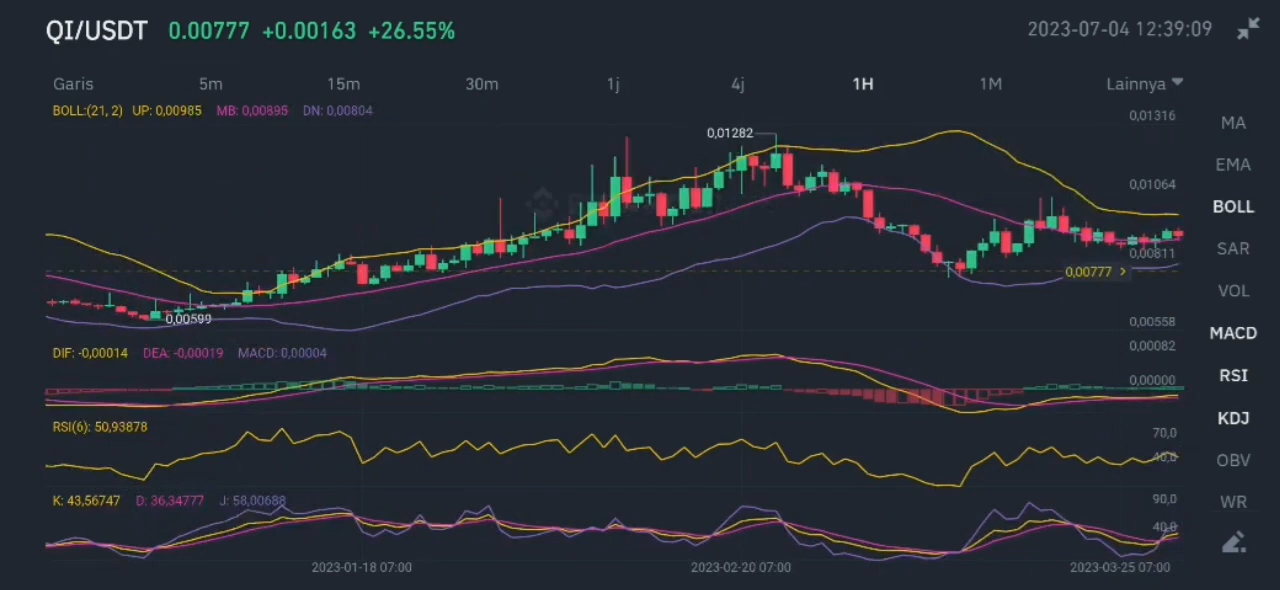 QI/USDT 0.00777 +0.00163 +26.55% 2023-07-04 12:39:09
Garis 5m 15m 30m 1j 4j 1H 1M Lainnya
BOLL:(21, 2) UP: 0,00985 MB: 0,00895 DN: 0,00804
0,01316
MA
0,01282
EMA
0,01064
BOLL
SAR
0,00811
0,00777 >
VOL
0,00599
0,00558
MACD
0,00082
DIF: -0,00014 DEA: -0,00019 MACD: 0,00004
RSI
0,00000
KDJ
RSI(6): 50,93878
70,0
40,0
OBV
K: 43,56747 D: 36,34777 J: 58,00688
90,0
WR
40,0
2023-01-18 07:00 2023-02-20 07:00 2023-03-25 07:00